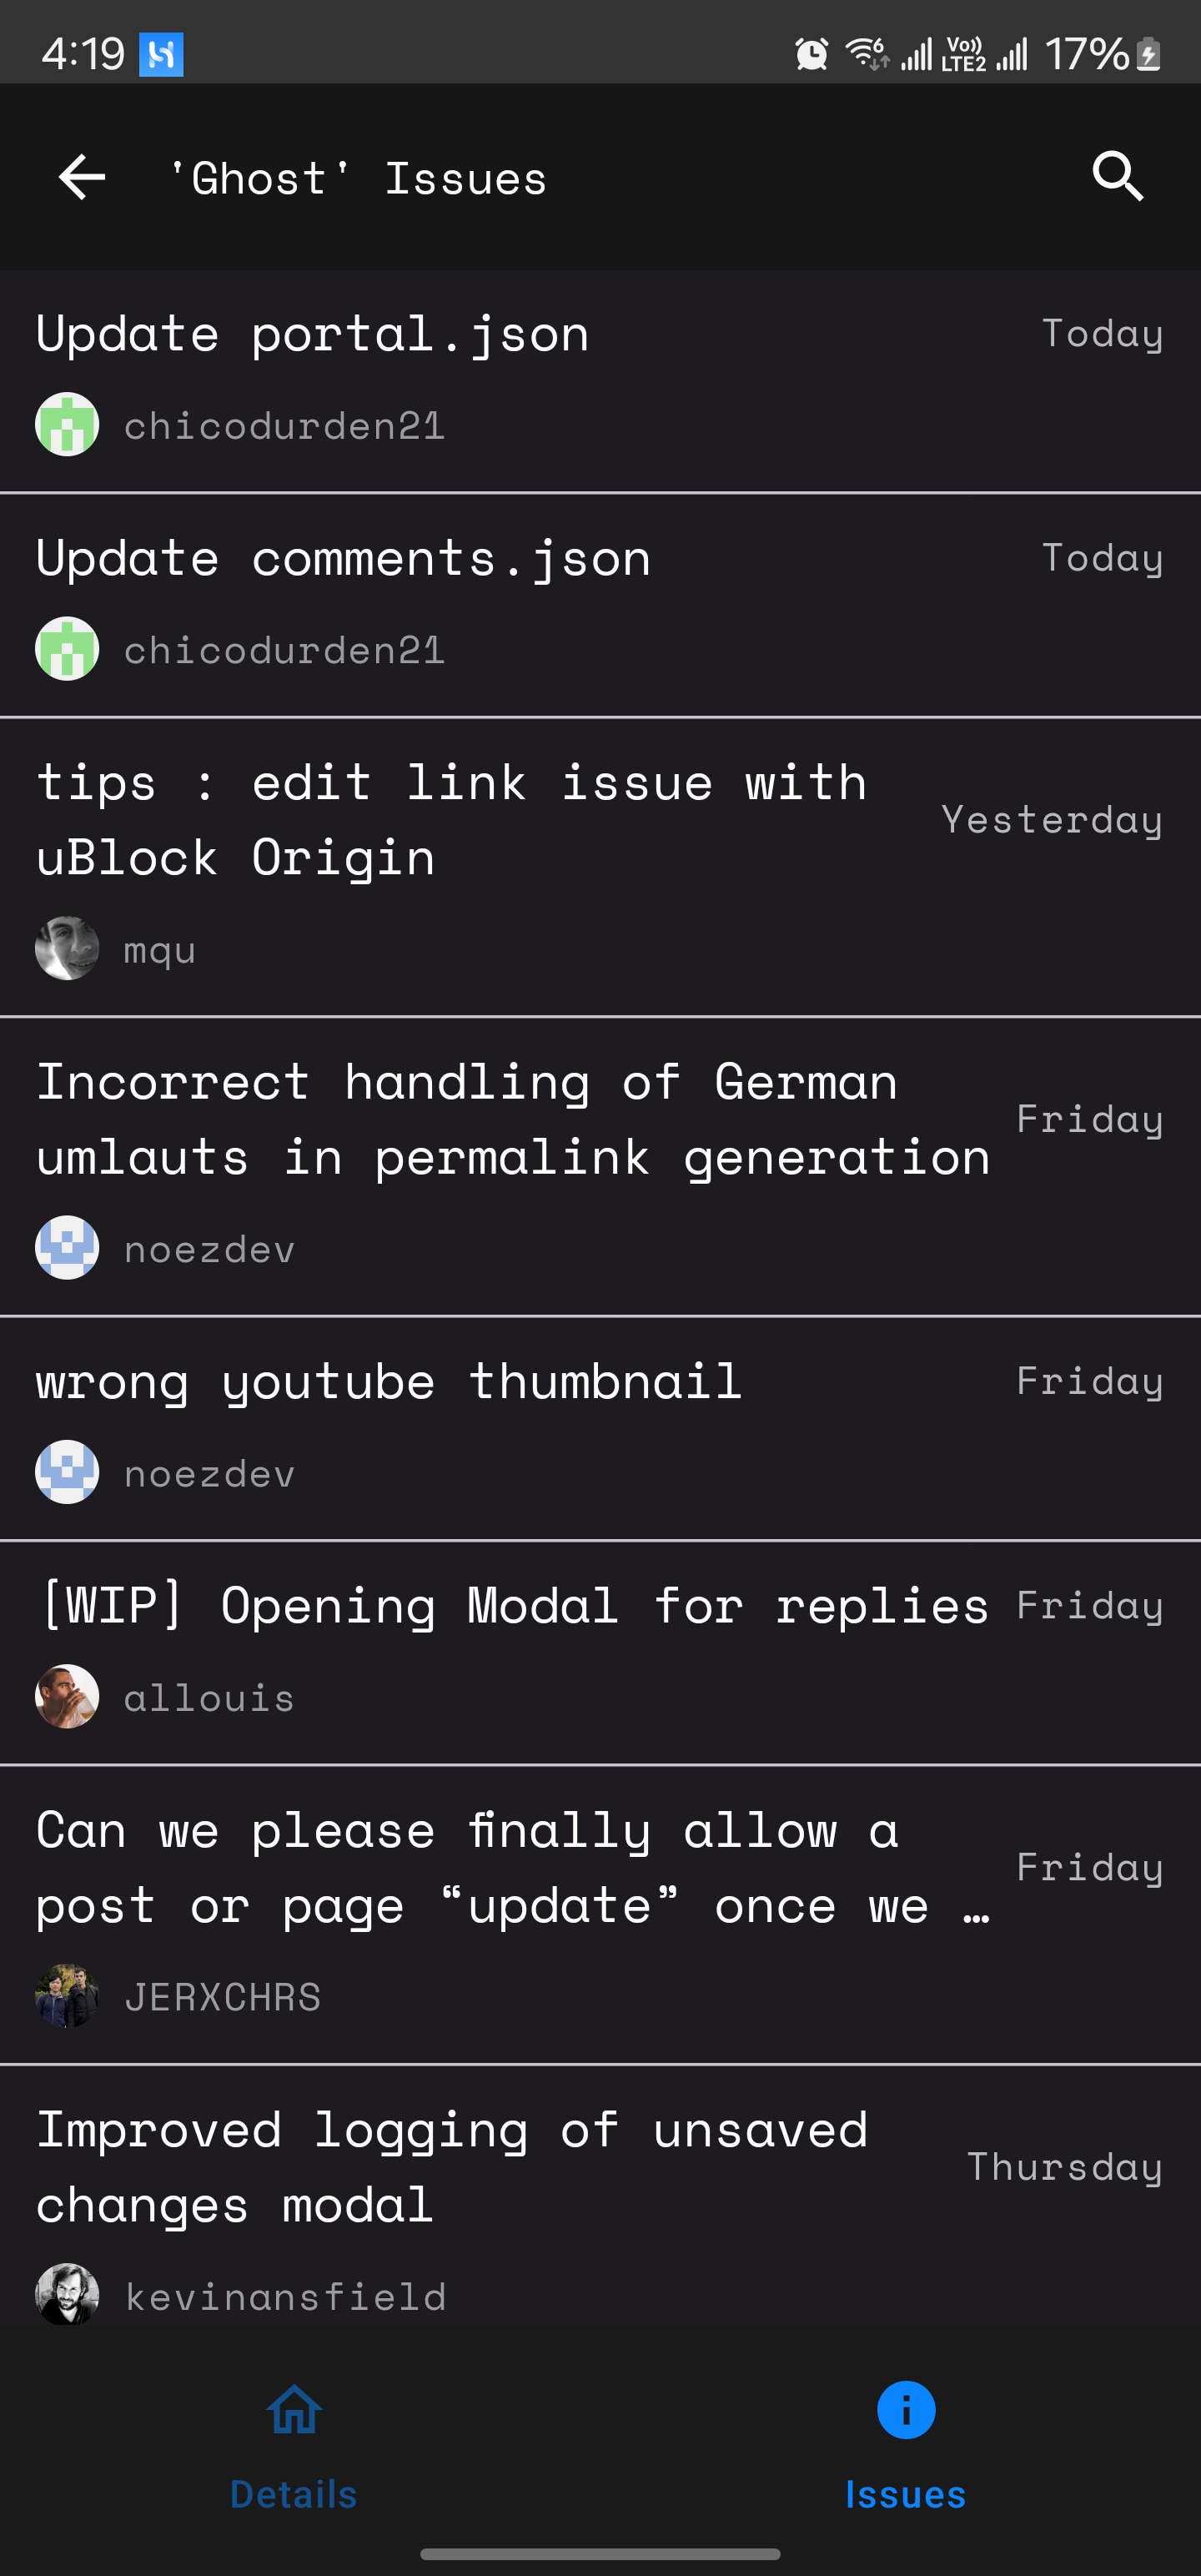 4:19
6 Vo)) LTE2 17%
'Ghost' Issues
Update portal.json
Today
chicodurden21
Update comments.json
Today
chicodurden21
tips : edit link issue with
uBlock Origin
Yesterday
mqu
Incorrect handling of German
umlauts in permalink generation
Friday
noezdev
wrong youtube thumbnail
Friday
noezdev
[WIP] Opening Modal for replies
Friday
allouis
Can we please finally allow a
post or page “update” once we …
Friday
JERXCHRS
Improved logging of unsaved
changes modal
Thursday
kevinansfield
Details
Issues